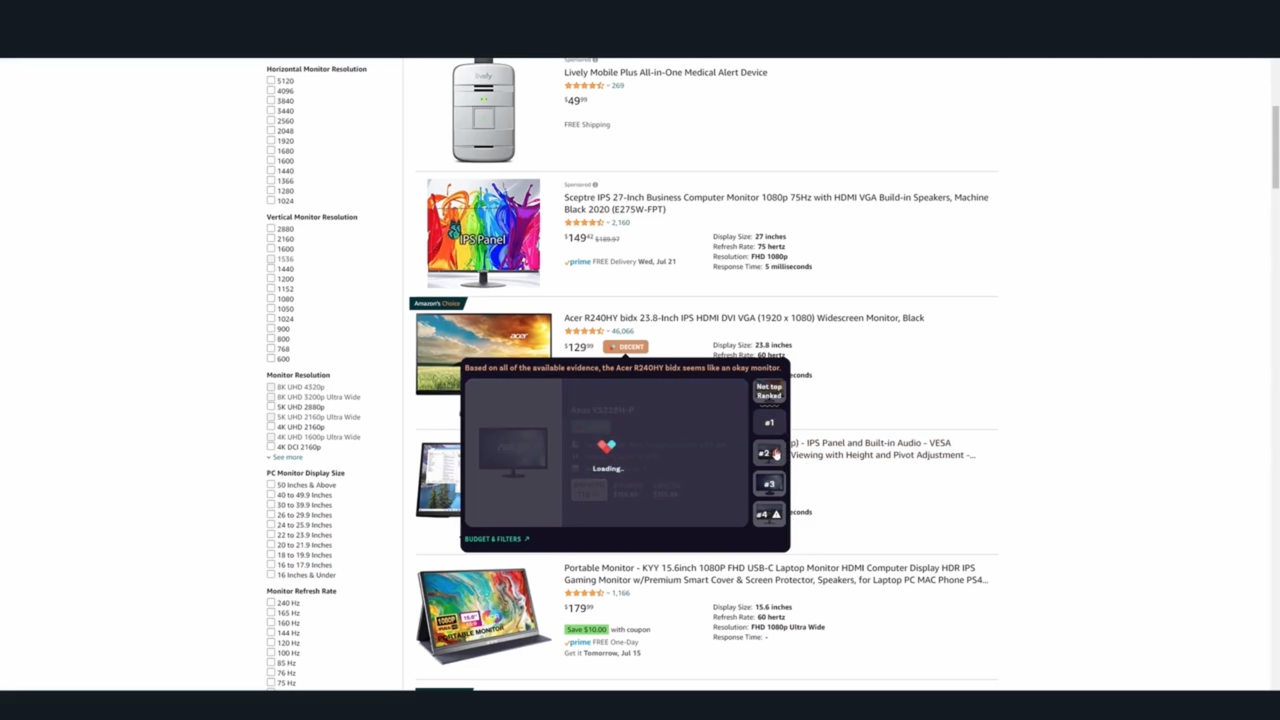 Horizontal Monitor Resolution
5120
4096
3840
3440
2560
2048
1920
1680
1600
1440
1366
1280
1024
Vertical Monitor Resolution
2880
2160
1600
1536
1440
1200
1152
1080
1050
1024
900
800
768
600
Monitor Resolution
8K UHD 4320p
8K UHD 3200p Ultra Wide
5K UHD 2880p
5K UHD 2160p Ultra Wide
4K UHD 2160p
4K UHD 1600p Ultra Wide
4K DCI 2160p
See more
PC Monitor Display Size
50 Inches & Above
40 to 49.9 Inches
30 to 39.9 Inches
26 to 29.9 Inches
24 to 25.9 Inches
22 to 23.9 Inches
20 to 21.9 Inches
18 to 19.9 Inches
16 to 17.9 Inches
16 Inches & Under
Monitor Refresh Rate
240 Hz
165 Hz
160 Hz
144 Hz
120 Hz
100 Hz
85 Hz
76 Hz
75 Hz
Sponsored
lively
Lively Mobile Plus All-in-One Medical Alert Device
269
$49.99
FREE Shipping
Sponsored
IPS Panel
Sceptre IPS 27-Inch Business Computer Monitor 1080p 75Hz with HDMI VGA Build-in Speakers, Machine
Black 2020 (E275W-FPT)
2,160
$149.42 $189.97
prime FREE Delivery Wed, Jul 21
Display Size: 27 inches
Refresh Rate: 75 hertz
Resolution: FHD 1080p
Response Time: 5 milliseconds
Amazon's Choice
acer
Acer R240HY bidx 23.8-Inch IPS HDMI DVI VGA (1920 x 1080) Widescreen Monitor, Black
46,066
$129.99 DECENT
Display Size: 23.8 inches
Refresh Rate: 60 hertz
Based on all of the available evidence, the Acer R240HY bidx seems like an okay monitor.
conds
Asus VS228H-P
Loading..
Not top
Ranked
#1
#2
#3
#4
BUDGET & FILTERS
p) - IPS Panel and Built-in Audio - VESA
Viewing with Height and Pivot Adjustment -...
conds
Portable Monitor - KYY 15.6inch 1080P FHD USB-C Laptop Monitor HDMI Computer Display HDR IPS
Gaming Monitor w/Premium Smart Cover & Screen Protector, Speakers, for Laptop PC MAC Phone PS4...
1,166
$179.99
Save $10.00 with coupon
prime FREE One-Day
Get it Tomorrow, Jul 15
Display Size: 15.6 inches
Refresh Rate: 60 hertz
Resolution: FHD 1080p Ultra Wide
Response Time: -